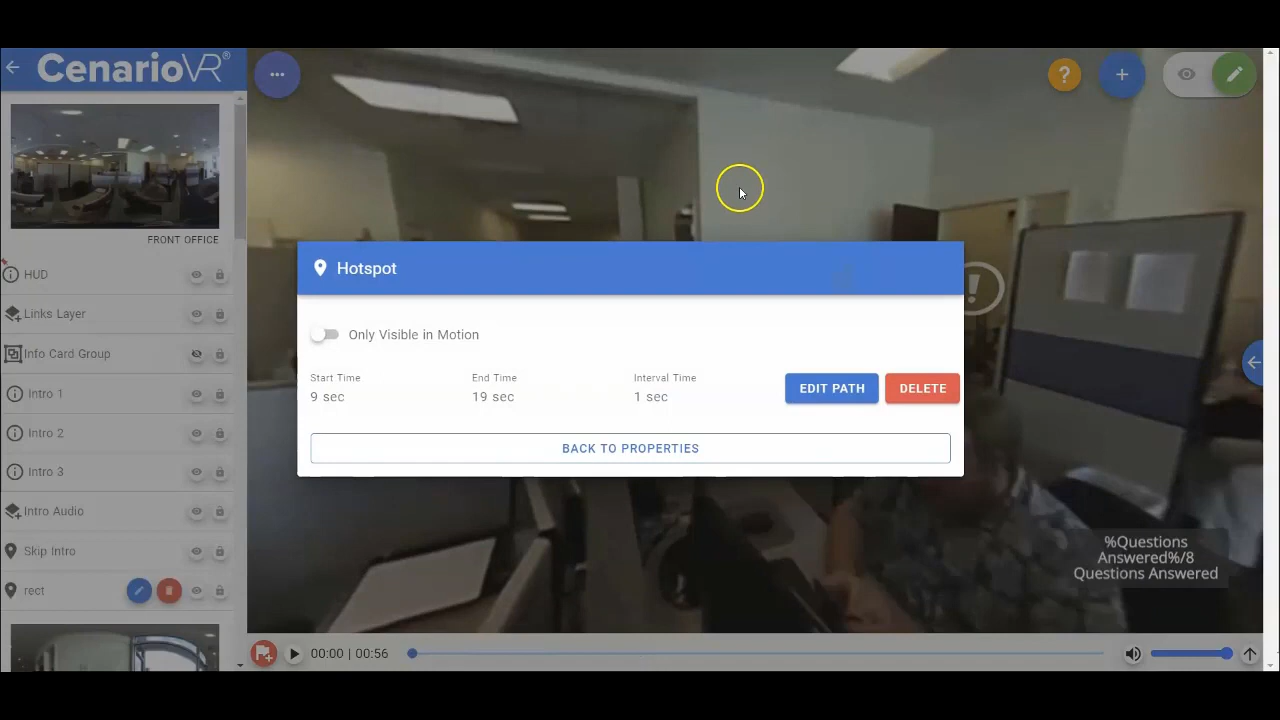 CenarioVR®
FRONT OFFICE
HUD
Links Layer
Info Card Group
Intro 1
Intro 2
Intro 3
Intro Audio
Skip Intro
rect
...
?
+
Hotspot
Only Visible in Motion
Start Time
9 sec
End Time
19 sec
Interval Time
1 sec
EDIT PATH
DELETE
BACK TO PROPERTIES
!
%Questions
Answered%/8
Questions Answered
00:00 | 00:56